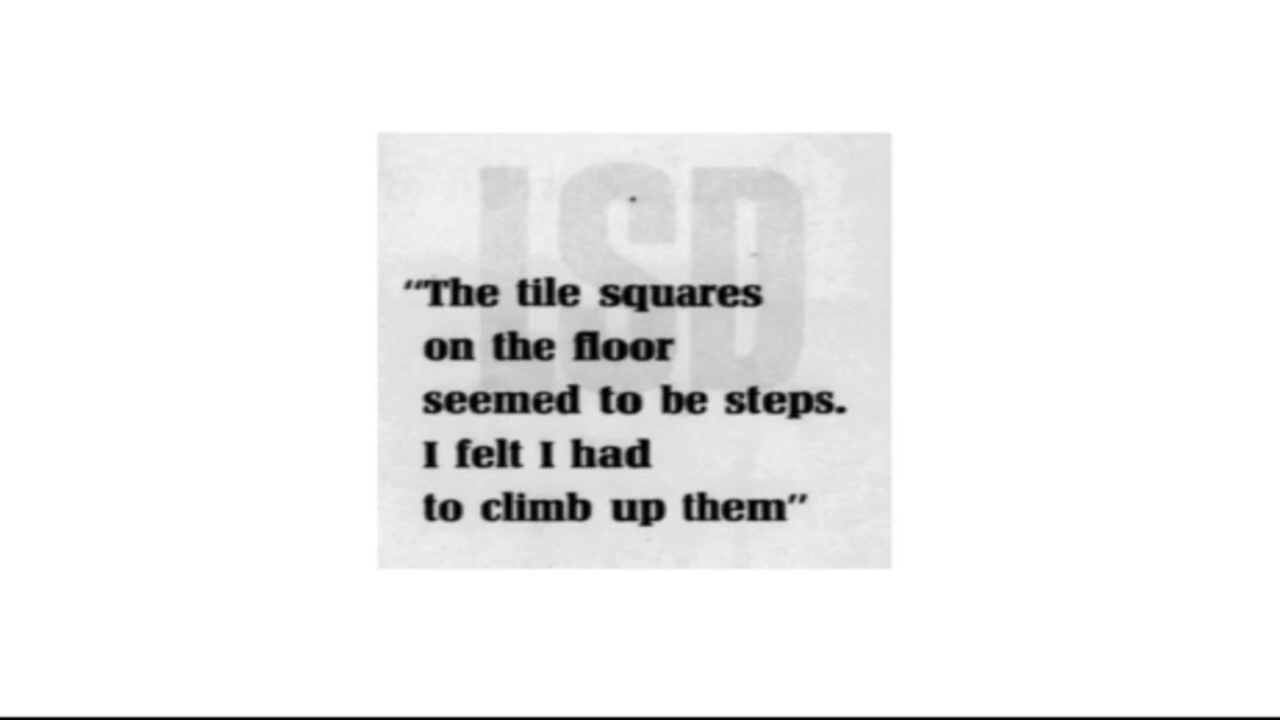 LSD
“The tile squares
on the floor
seemed to be steps.
I felt I had
to climb up them”